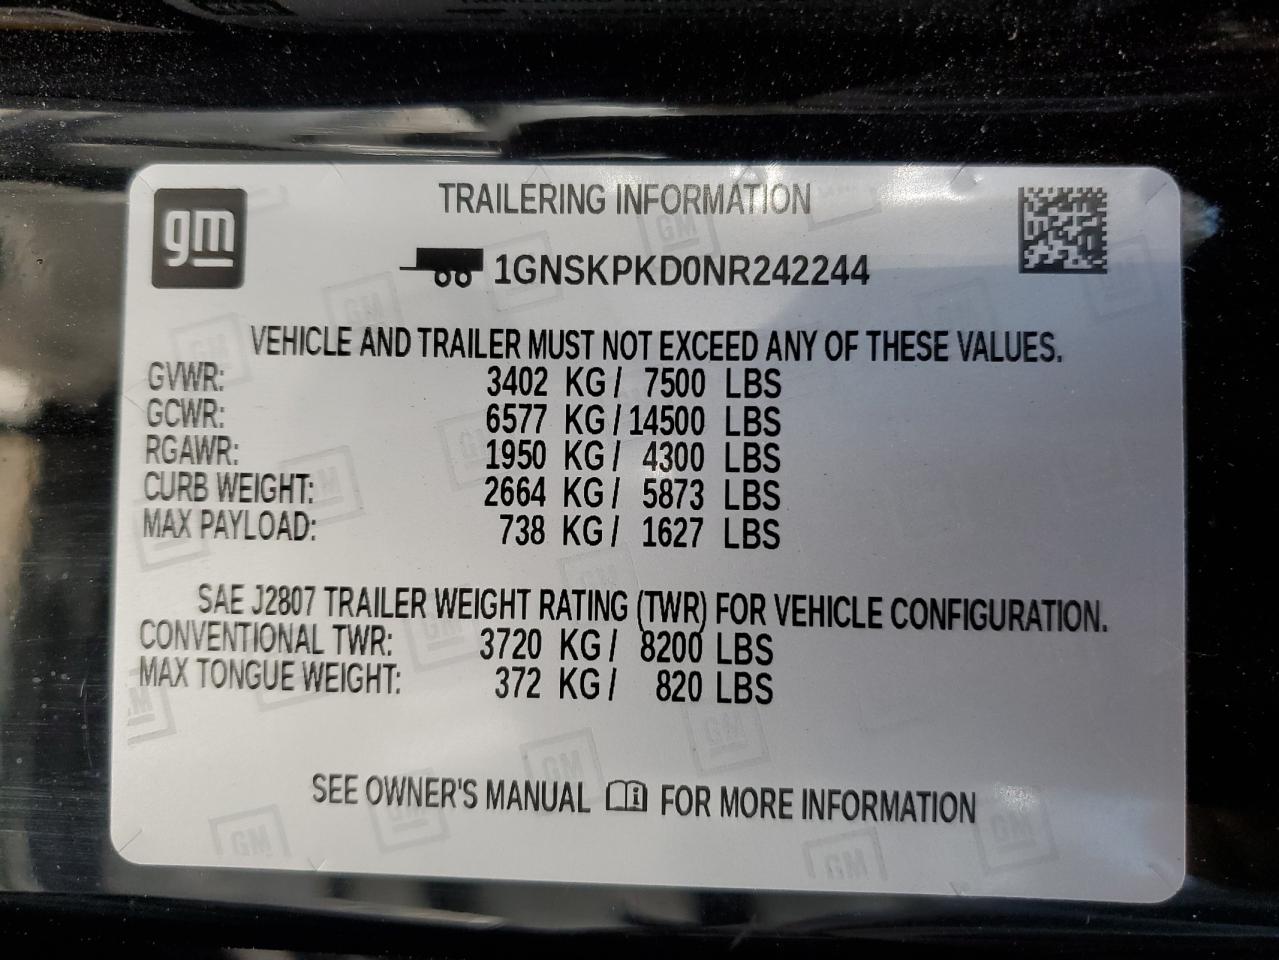 gm
TRAILERING INFORMATION
1GNSKPKD0NR242244
VEHICLE AND TRAILER MUST NOT EXCEED ANY OF THESE VALUES.
GVWR: 3402 KG/ 7500 LBS
GCWR: 6577 KG/ 14500 LBS
RGAWR: 1950 KG/ 4300 LBS
CURB WEIGHT: 2664 KG/ 5873 LBS
MAX PAYLOAD: 738 KG/ 1627 LBS
SAE J2807 TRAILER WEIGHT RATING (TWR) FOR VEHICLE CONFIGURATION.
CONVENTIONAL TWR: 3720 KG/ 8200 LBS
MAX TONGUE WEIGHT: 372 KG/ 820 LBS
SEE OWNER'S MANUAL i FOR MORE INFORMATION